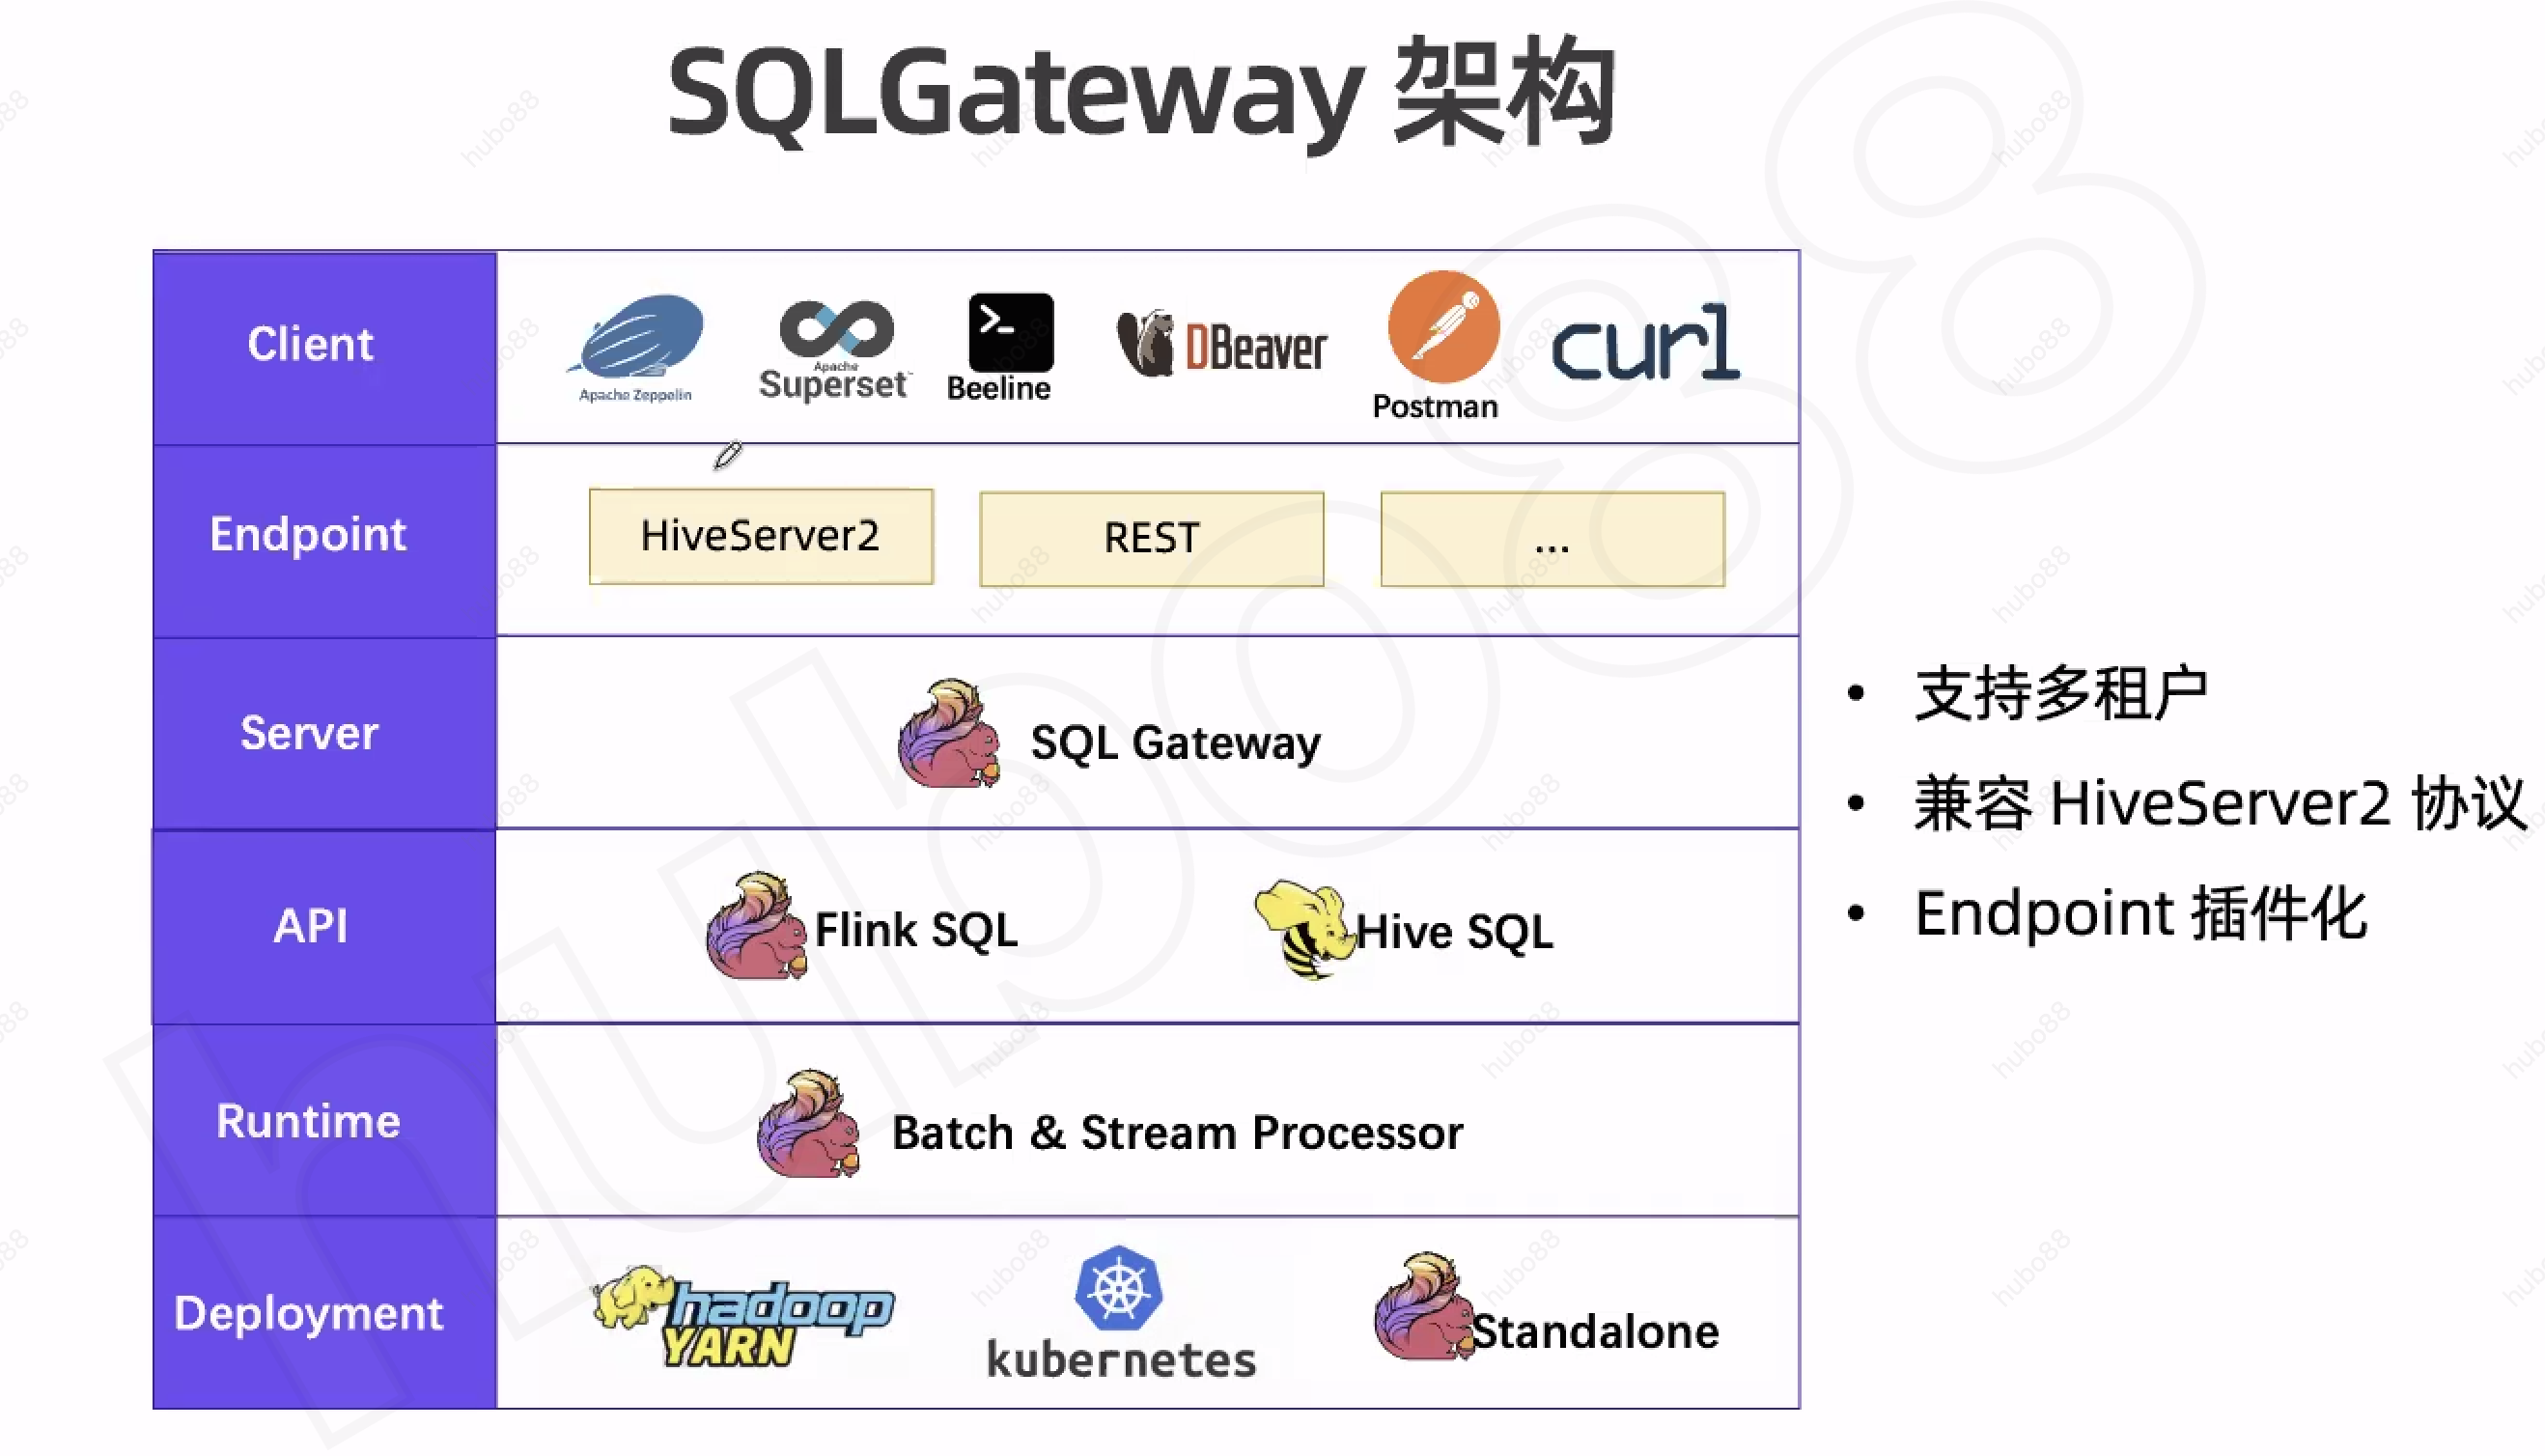 SQLGateway 架构
Client
Apache Zeppelin
Apache
Superset™
>_
Beeline
DBeaver
Postman
curl
Endpoint
HiveServer2
REST
...
Server
SQL Gateway
API
Flink SQL
Hive SQL
Runtime
Batch & Stream Processor
Deployment
hadoop
YARN
kubernetes
Standalone
• 支持多租户
• 兼容 HiveServer2 协议
• Endpoint 插件化
hubo88